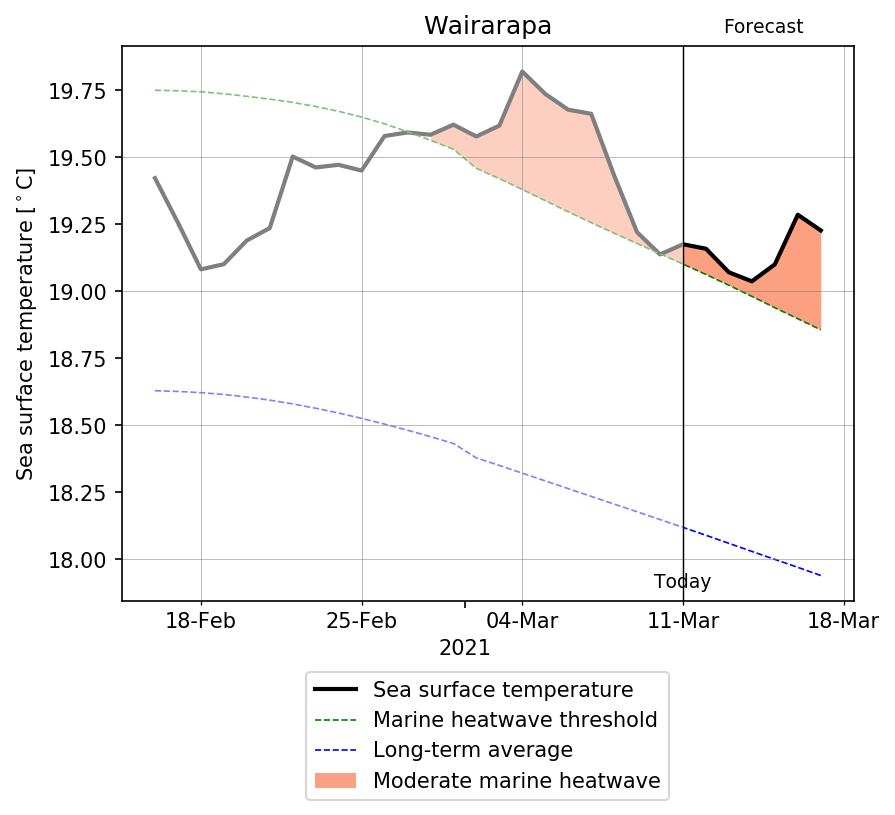 Wairarapa
Forecast
Sea surface temperature [°C]
19.75
19.50
19.25
19.00
18.75
18.50
18.25
18.00
Today
18-Feb
25-Feb
04-Mar
11-Mar
18-Mar
2021
Sea surface temperature
Marine heatwave threshold
Long-term average
Moderate marine heatwave